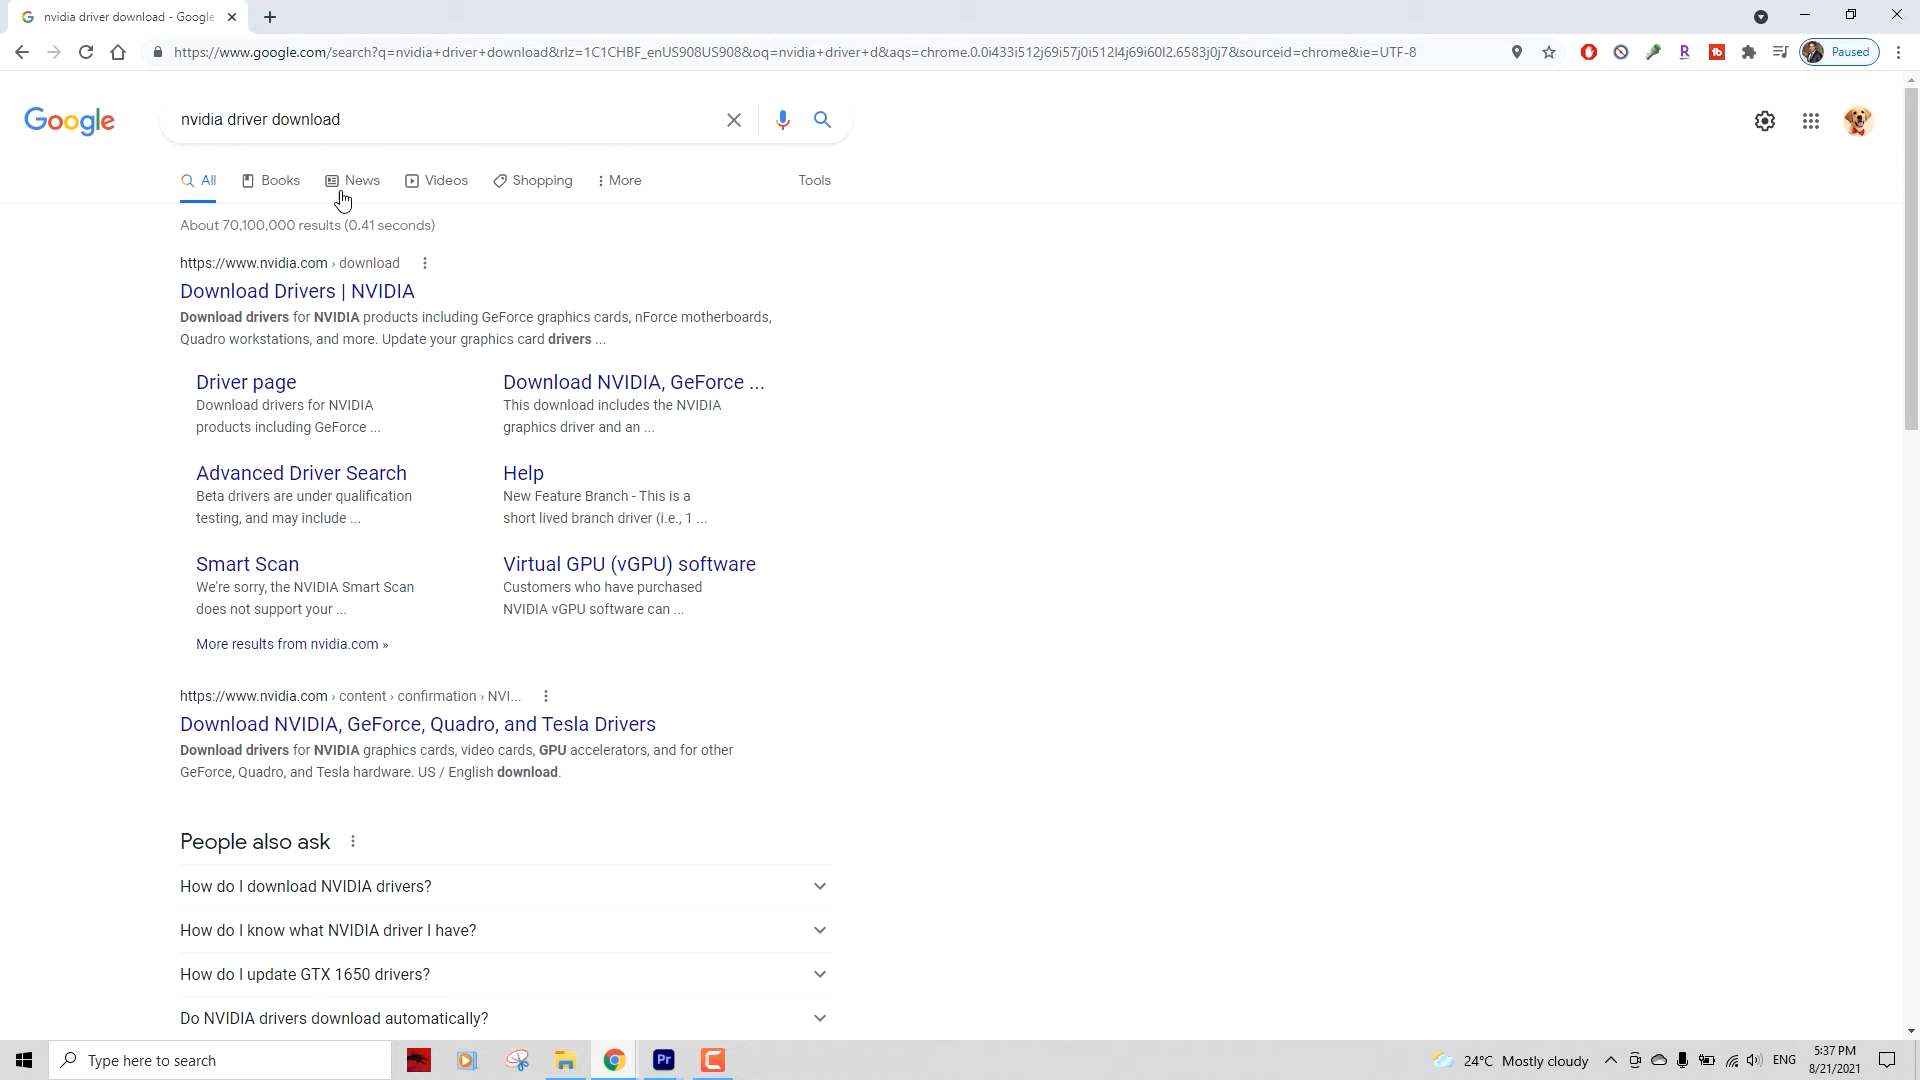 nvidia driver download - Google
https://www.google.com/search?q=nvidia+driver+download&rlz=1C1CHBF_enUS908US908&oq=nvidia+driver+d&aqs=chrome.0.0i433i512j69i57j0i512l4j69i60l2.6583j0j7&sourceid=chrome&ie=UTF-8
Paused
Google
nvidia driver download
All Books News Videos Shopping More Tools
About 70,100,000 results (0.41 seconds)
https://www.nvidia.com › download
Download Drivers | NVIDIA
Download drivers for NVIDIA products including GeForce graphics cards, nForce motherboards,
Quadro workstations, and more. Update your graphics card drivers ...
Driver page
Download drivers for NVIDIA
products including GeForce ...
Download NVIDIA, GeForce ...
This download includes the NVIDIA
graphics driver and an ...
Advanced Driver Search
Beta drivers are under qualification
testing, and may include ...
Help
New Feature Branch - This is a
short lived branch driver (i.e., 1 ...
Smart Scan
We're sorry, the NVIDIA Smart Scan
does not support your ...
Virtual GPU (vGPU) software
Customers who have purchased
NVIDIA vGPU software can ...
More results from nvidia.com »
https://www.nvidia.com › content › confirmation › NVI...
Download NVIDIA, GeForce, Quadro, and Tesla Drivers
Download drivers for NVIDIA graphics cards, video cards, GPU accelerators, and for other
GeForce, Quadro, and Tesla hardware. US / English download.
People also ask
How do I download NVIDIA drivers?
How do I know what NVIDIA driver I have?
How do I update GTX 1650 drivers?
Do NVIDIA drivers download automatically?
Type here to search
Pr
24°C Mostly cloudy
ENG
5:37 PM
8/21/2021